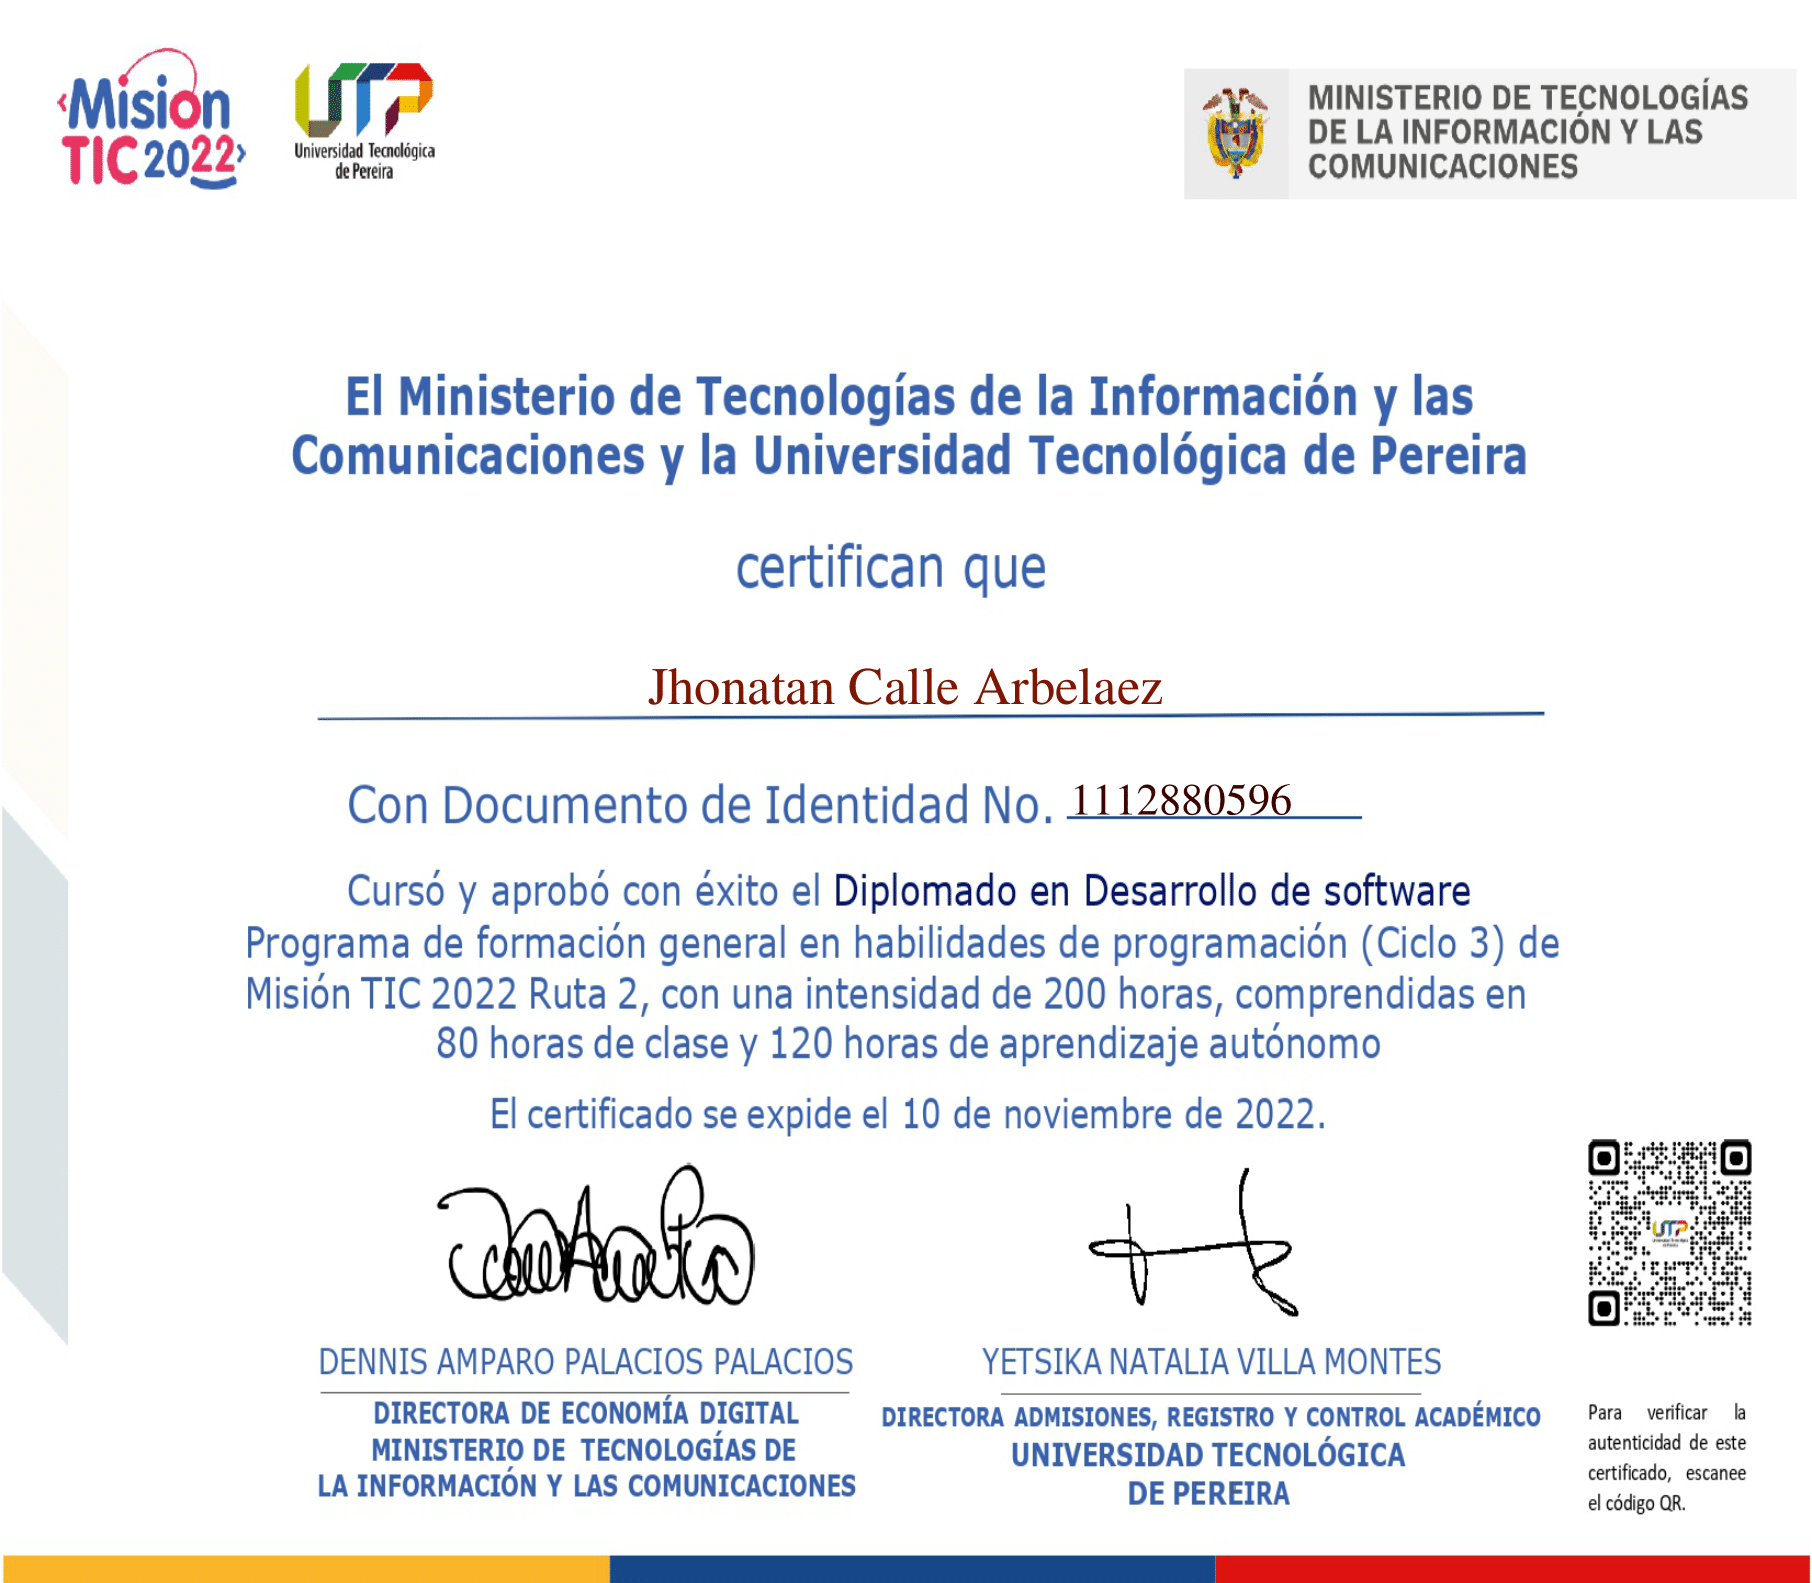 Mision
TIC 2022
UTP
Universidad Tecnológica
de Pereira
MINISTERIO DE TECNOLOGÍAS
DE LA INFORMACIÓN Y LAS
COMUNICACIONES
El Ministerio de Tecnologías de la Información y las
Comunicaciones y la Universidad Tecnológica de Pereira
certifican que
Jhonatan Calle Arbelaez
Con Documento de Identidad No. 1112880596
Cursó y aprobó con éxito el Diplomado en Desarrollo de software
Programa de formación general en habilidades de programación (Ciclo 3) de
Misión TIC 2022 Ruta 2, con una intensidad de 200 horas, comprendidas en
80 horas de clase y 120 horas de aprendizaje autónomo
El certificado se expide el 10 de noviembre de 2022.
DENNIS AMPARO PALACIOS PALACIOS
DIRECTORA DE ECONOMÍA DIGITAL
MINISTERIO DE TECNOLOGÍAS DE
LA INFORMACIÓN Y LAS COMUNICACIONES
YETSIKA NATALIA VILLA MONTES
DIRECTORA ADMISIONES, REGISTRO Y CONTROL ACADÉMICO
UNIVERSIDAD TECNOLÓGICA
DE PEREIRA
UTP
Para verificar la
autenticidad de este
certificado, escanee
el código QR.